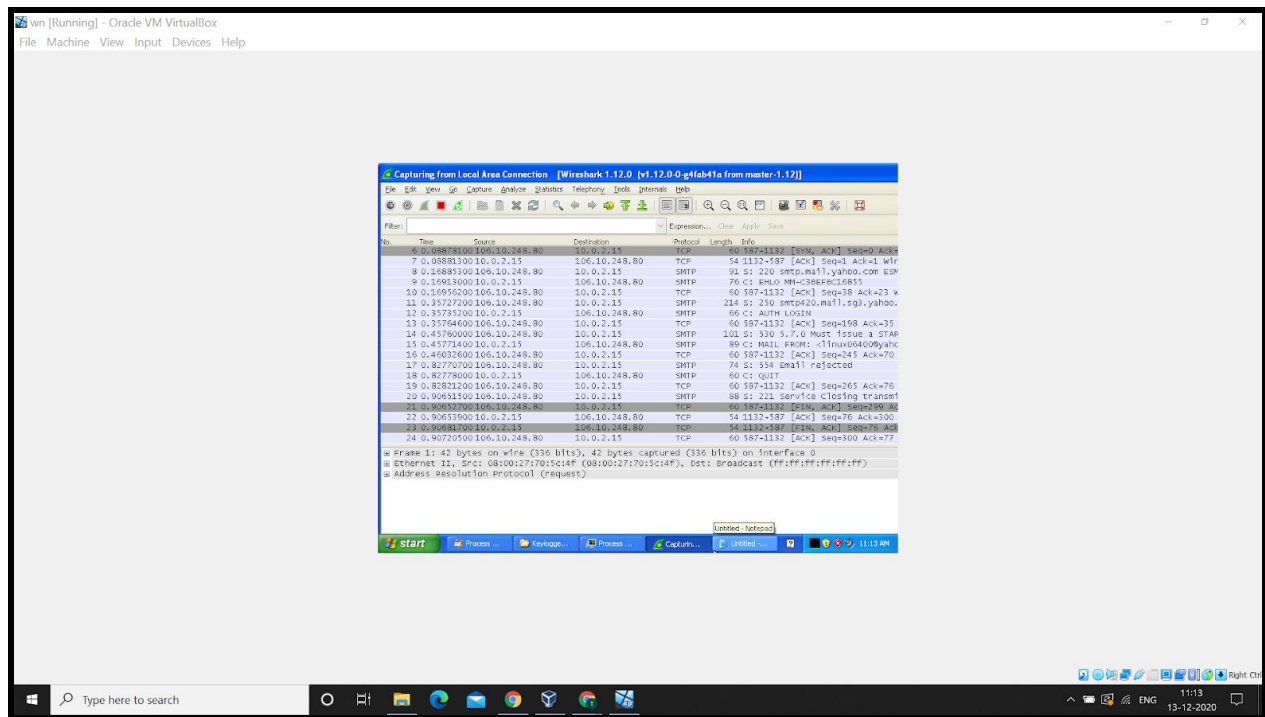 wn [Running] - Oracle VM VirtualBox
File Machine View Input Devices Help
Capturing from Local Area Connection [Wireshark 1.12.0 (v1.12.0-0-g4fab41a from master-1.12)]
File Edit View Go Capture Analyze Statistics Telephony Tools Internals Help
Filter: Expression... Clear Apply Save
No. Time Source Destination Protocol Length Info
6 0.08878100 106.10.248.80 10.0.2.15 TCP 60 587→1132 [SYN, ACK] Seq=0 Ack=
7 0.08881300 10.0.2.15 106.10.248.80 TCP 54 1132→587 [ACK] Seq=1 Ack=1 Win
8 0.16885300 106.10.248.80 10.0.2.15 SMTP 91 S: 220 smtp.mail.yahoo.com ESM
9 0.16913000 10.0.2.15 106.10.248.80 SMTP 76 C: EHLO MM-C3BEFBC16855
10 0.16956200 106.10.248.80 10.0.2.15 TCP 60 587→1132 [ACK] Seq=38 Ack=23 W
11 0.35727200 106.10.248.80 10.0.2.15 SMTP 214 S: 250 smtp420.mail.sg3.yahoo.
12 0.35735200 10.0.2.15 106.10.248.80 SMTP 66 C: AUTH LOGIN
13 0.35764600 106.10.248.80 10.0.2.15 TCP 60 587→1132 [ACK] Seq=198 Ack=35
14 0.45760000 106.10.248.80 10.0.2.15 SMTP 101 S: 530 5.7.0 Must issue a STAR
15 0.45771400 10.0.2.15 106.10.248.80 SMTP 89 C: MAIL FROM: <linux06400@yaho
16 0.46032600 106.10.248.80 10.0.2.15 TCP 60 587→1132 [ACK] Seq=245 Ack=70
17 0.82770700 106.10.248.80 10.0.2.15 SMTP 74 S: 554 Email rejected
18 0.82778000 10.0.2.15 106.10.248.80 SMTP 60 C: QUIT
19 0.82821200 106.10.248.80 10.0.2.15 TCP 60 587→1132 [ACK] Seq=265 Ack=76
20 0.90651500 106.10.248.80 10.0.2.15 SMTP 88 S: 221 Service Closing transmi
21 0.90652700 106.10.248.80 10.0.2.15 TCP 60 587→1132 [FIN, ACK] Seq=299 Ac
22 0.90653900 10.0.2.15 106.10.248.80 TCP 54 1132→587 [ACK] Seq=76 Ack=300
23 0.90681700 10.0.2.15 106.10.248.80 TCP 54 1132→587 [FIN, ACK] Seq=76 Ack
24 0.90720500 106.10.248.80 10.0.2.15 TCP 60 587→1132 [ACK] Seq=300 Ack=77
Frame 1: 42 bytes on wire (336 bits), 42 bytes captured (336 bits) on interface 0
Ethernet II, Src: 08:00:27:70:5c:4f (08:00:27:70:5c:4f), Dst: Broadcast (ff:ff:ff:ff:ff:ff)
Address Resolution Protocol (request)
Untitled - Notepad
start Process ... Keylogge... Process ... Capturin... Untitled -... 11:13 AM
Right Ctrl
Type here to search ENG 11:13
13-12-2020